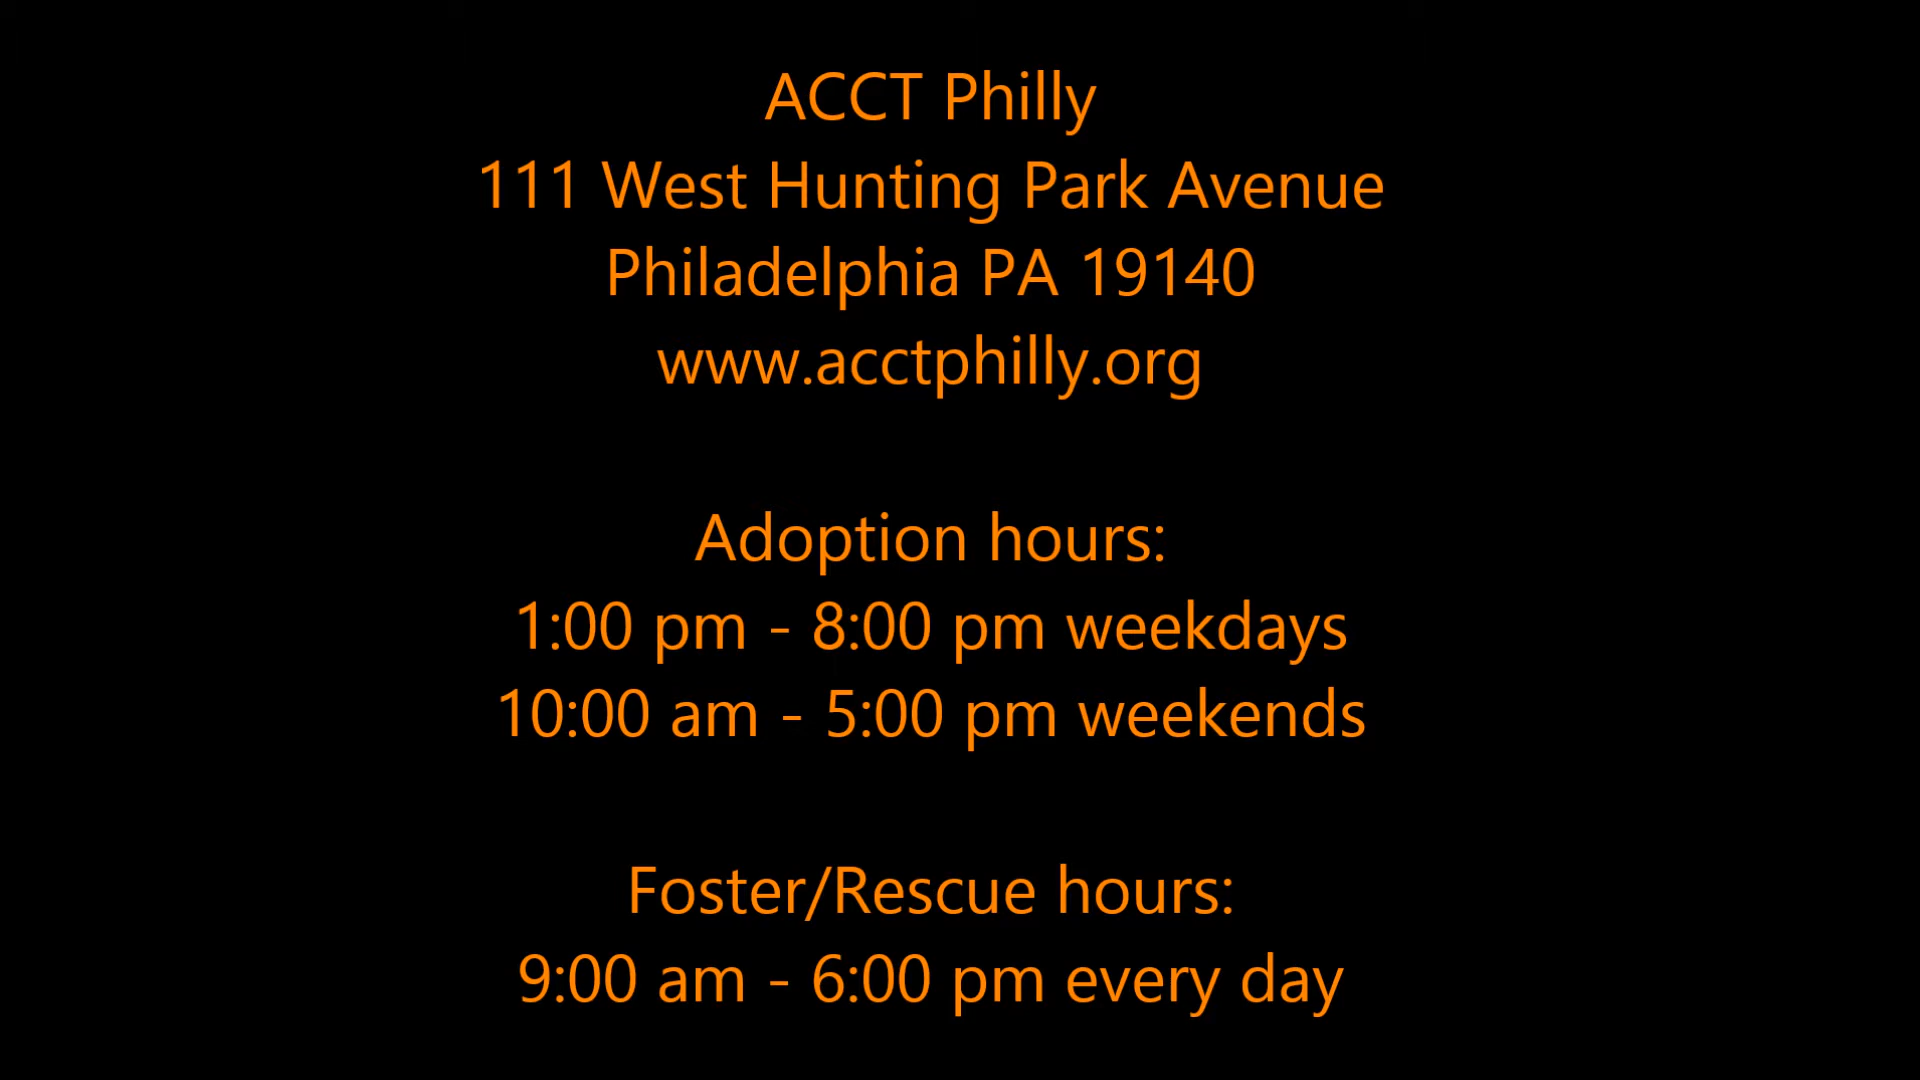 ACCT Philly
111 West Hunting Park Avenue
Philadelphia PA 19140
www.acctphilly.org
Adoption hours:
1:00 pm - 8:00 pm weekdays
10:00 am - 5:00 pm weekends
Foster/Rescue hours:
9:00 am - 6:00 pm every day